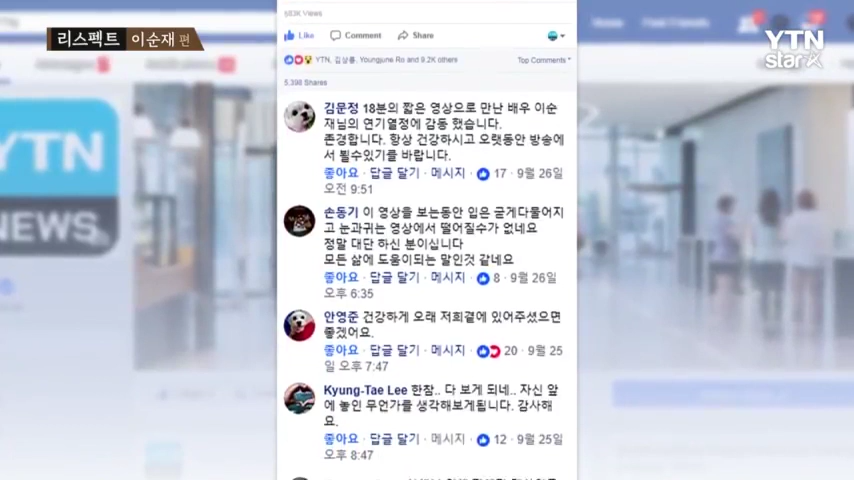 리스펙트 이순재 편
YTN
star
Home
Find Friends
583K Views
Like Comment Share
YTN, 김상룡, Youngjune Ro and 9.2K others
Top Comments
5,398 Shares
김문정 18분의 짧은 영상으로 만난 배우 이순
재님의 연기열정에 감동 했습니다.
존경합니다. 항상 건강하시고 오랫동안 방송에
서 뵐수있기를 바랍니다.
좋아요 · 답글 달기 · 메시지 · 17 · 9월 26일
오전 9:51
손동기 이 영상을 보는동안 입은 굳게다물어지
고 눈과귀는 영상에서 떨어질수가 없네요
정말 대단 하신 분이십니다
모든 삶에 도움이되는 말인것 같네요
좋아요 · 답글 달기 · 메시지 · 8 · 9월 26일
오후 6:35
안영준 건강하게 오래 저희곁에 있어주셨으면
좋겠어요.
좋아요 · 답글 달기 · 메시지 · 20 · 9월 25
일 오후 7:47
Kyung-Tae Lee 한참.. 다 보게 되네.. 자신 앞
에 놓인 무언가를 생각해보게됩니다. 감사해
요.
좋아요 · 답글 달기 · 메시지 · 12 · 9월 25일
오후 8:47
YTN
NEWS